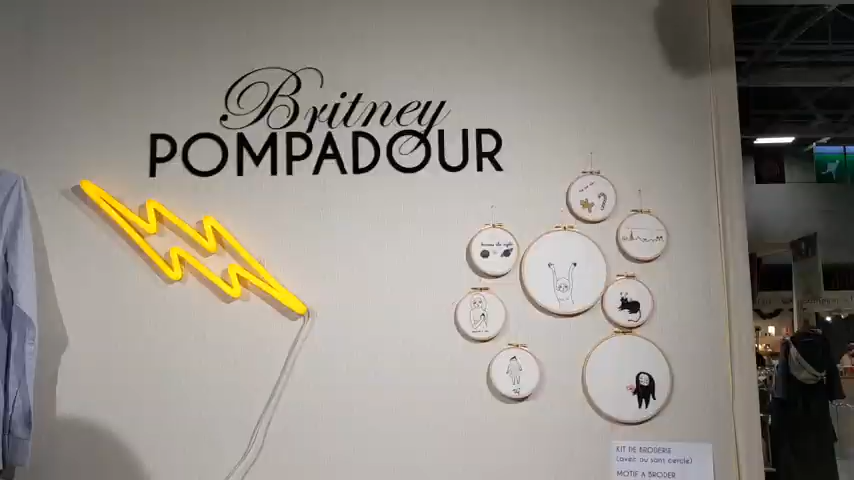 Britney
POMPADOUR
KIT DE BRODERIE
(avec ou sans cercle)
MOTIF A BRODER